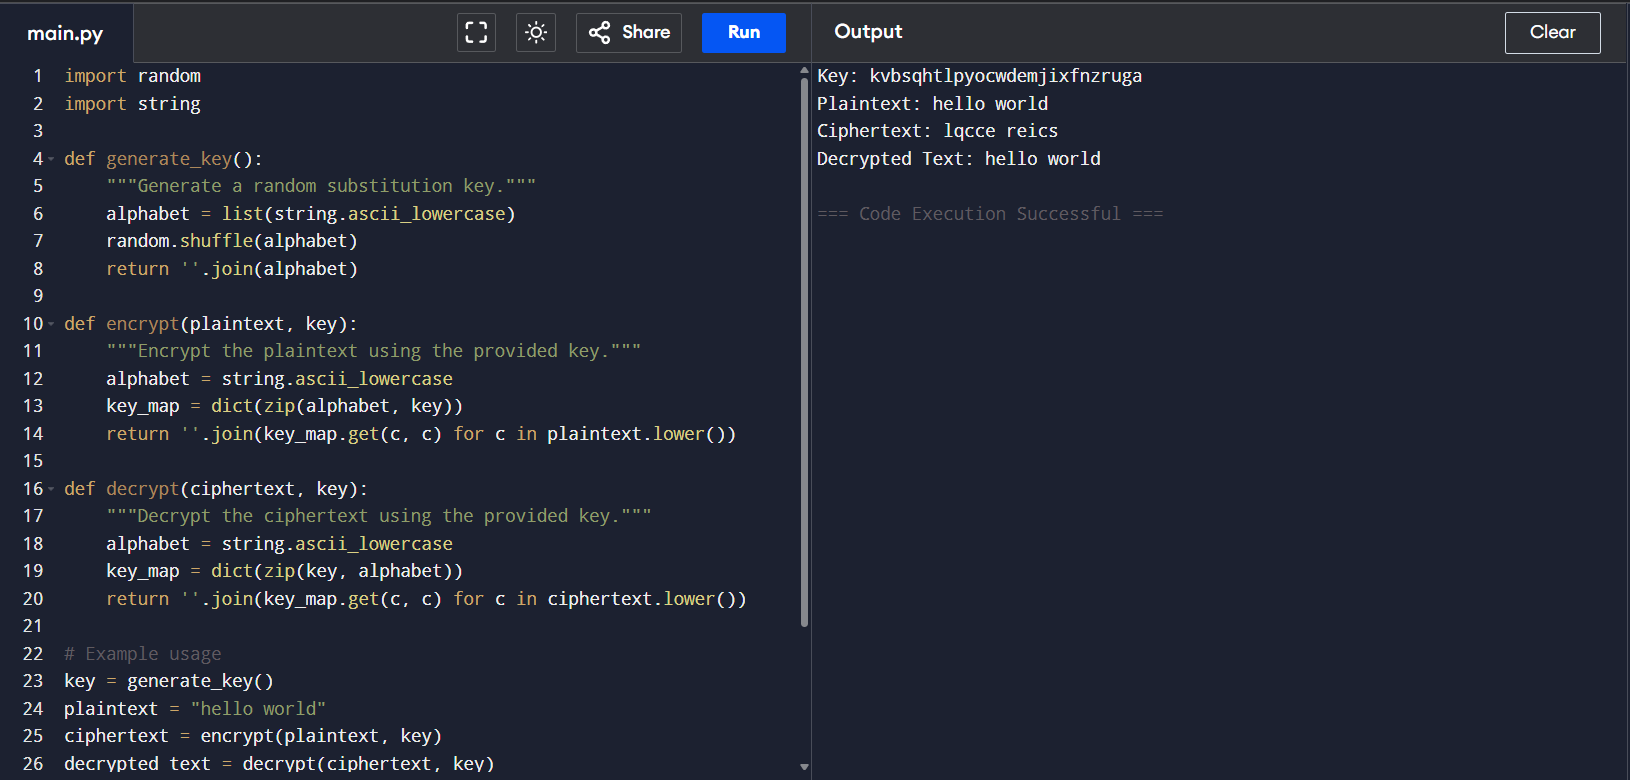 main.py
Share
Run
Output
Clear
1 import random
2 import string
3
4 def generate_key():
5     """Generate a random substitution key."""
6     alphabet = list(string.ascii_lowercase)
7     random.shuffle(alphabet)
8     return ''.join(alphabet)
9
10 def encrypt(plaintext, key):
11     """Encrypt the plaintext using the provided key."""
12     alphabet = string.ascii_lowercase
13     key_map = dict(zip(alphabet, key))
14     return ''.join(key_map.get(c, c) for c in plaintext.lower())
15
16 def decrypt(ciphertext, key):
17     """Decrypt the ciphertext using the provided key."""
18     alphabet = string.ascii_lowercase
19     key_map = dict(zip(key, alphabet))
20     return ''.join(key_map.get(c, c) for c in ciphertext.lower())
21
22 # Example usage
23 key = generate_key()
24 plaintext = "hello world"
25 ciphertext = encrypt(plaintext, key)
26 decrypted_text = decrypt(ciphertext, key)
Key: kvbsqhtlpyocwdemjixfnzruga
Plaintext: hello world
Ciphertext: lqcce reics
Decrypted Text: hello world
=== Code Execution Successful ===